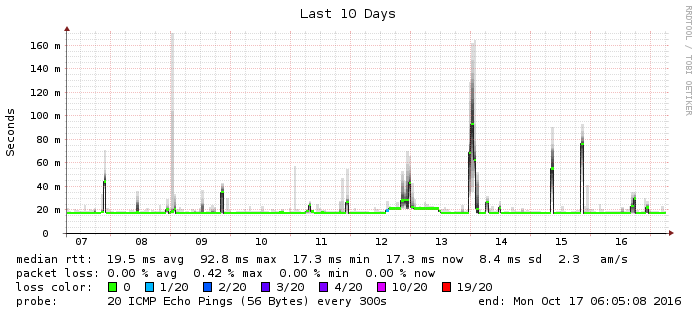 Last 10 Days
RRDTOOL / TOBI OETIKER
Seconds
160 m
140 m
120 m
100 m
80 m
60 m
40 m
20 m
0
07 08 09 10 11 12 13 14 15 16
median rtt: 19.5 ms avg 92.8 ms max 17.3 ms min 17.3 ms now 8.4 ms sd 2.3 am/s
packet loss: 0.00 % avg 0.42 % max 0.00 % min 0.00 % now
loss color: 0 1/20 2/20 3/20 4/20 10/20 19/20
probe: 20 ICMP Echo Pings (56 Bytes) every 300s end: Mon Oct 17 06:05:08 2016